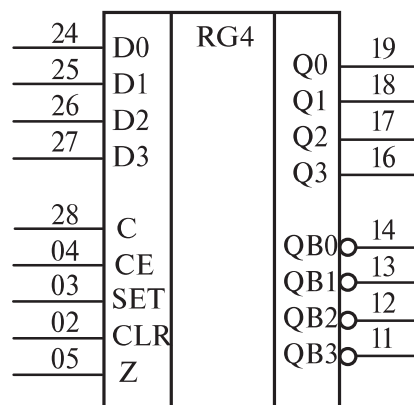 24 D0 RG4 Q0 19
25 D1 Q1 18
26 D2 Q2 17
27 D3 Q3 16
28 C QB0 14
04 CE QB1 13
03 SET QB2 12
02 CLR QB3 11
05 Z